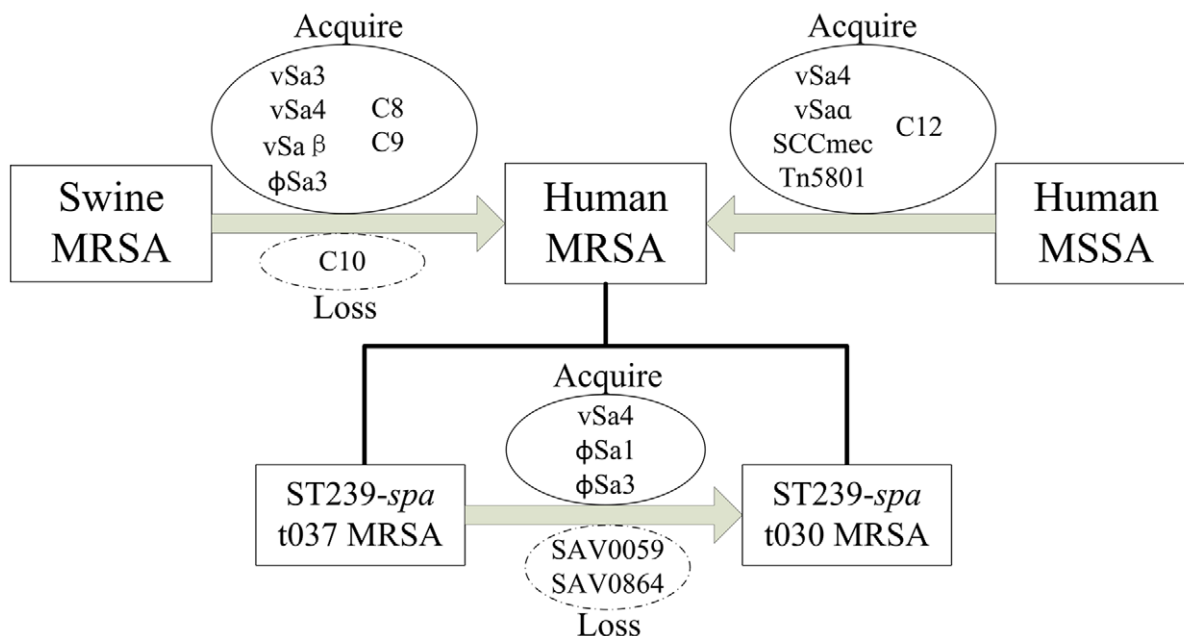 Acquire
vSa3
vSa4
vSa β
ϕSa3
C8
C9
Acquire
vSa4
vSaɑ
SCCmec
Tn5801
C12
Swine
MRSA
Human
MRSA
Human
MSSA
C10
Loss
Acquire
vSa4
ϕSa1
ϕSa3
ST239-spa
t037 MRSA
ST239-spa
t030 MRSA
SAV0059
SAV0864
Loss